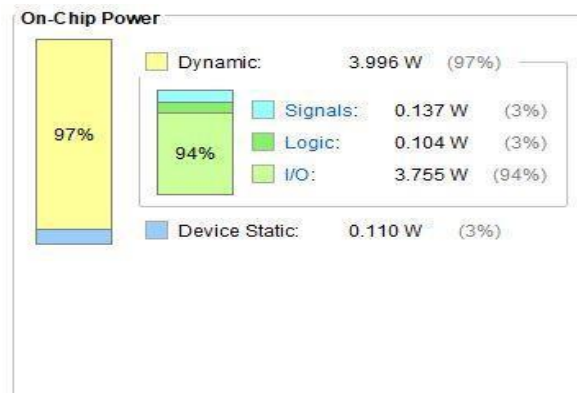 On-Chip Power
Dynamic: 3.996 W (97%)
97%
94%
Signals: 0.137 W (3%)
Logic: 0.104 W (3%)
I/O: 3.755 W (94%)
Device Static: 0.110 W (3%)